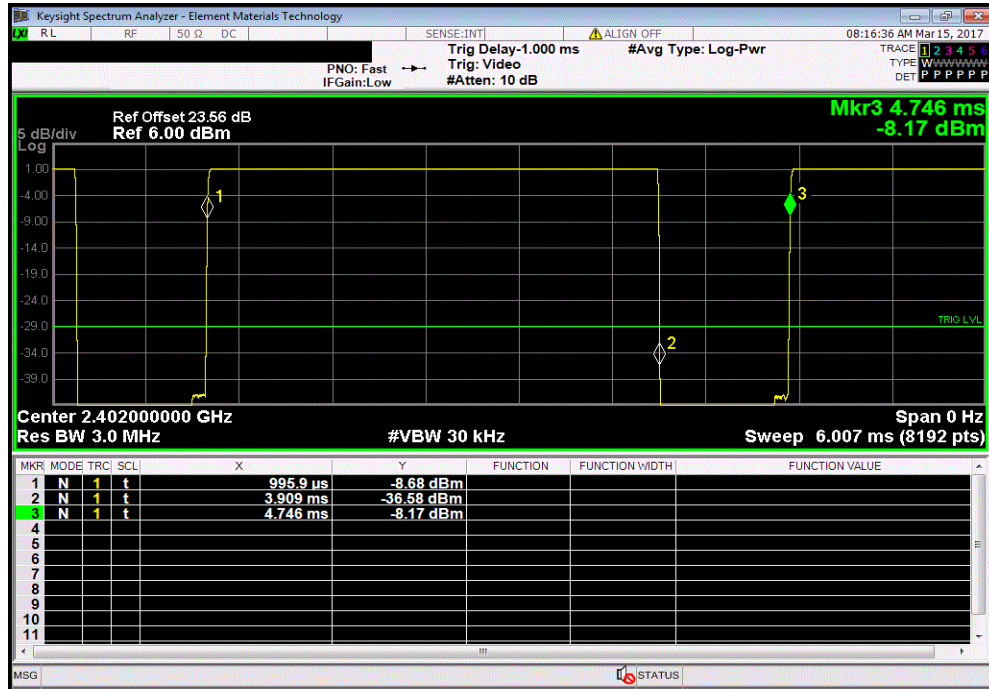 Keysight Spectrum Analyzer - Element Materials Technology
LXI RL RF 50 Ω DC SENSE:INT ALIGN OFF 08:16:36 AM Mar 15, 2017
Trig Delay-1.000 ms #Avg Type: Log-Pwr TRACE 1 2 3 4 5 6
PNO: Fast Trig: Video TYPE WWWWWW
IFGain:Low #Atten: 10 dB DET P P P P P P
Mkr3 4.746 ms
-8.17 dBm
Ref Offset 23.56 dB
5 dB/div Ref 6.00 dBm
Log
1.00
-4.00
1
3
-9.00
-14.0
-19.0
-24.0
-29.0
TRIG LVL
-34.0
2
-39.0
Center 2.402000000 GHz Span 0 Hz
Res BW 3.0 MHz #VBW 30 kHz Sweep 6.007 ms (8192 pts)
MKR MODE TRC SCL X Y FUNCTION FUNCTION WIDTH FUNCTION VALUE
1 N 1 t 995.9 µs -8.68 dBm
2 N 1 t 3.909 ms -36.58 dBm
3 N 1 t 4.746 ms -8.17 dBm
4
5
6
7
8
9
10
11
MSG STATUS